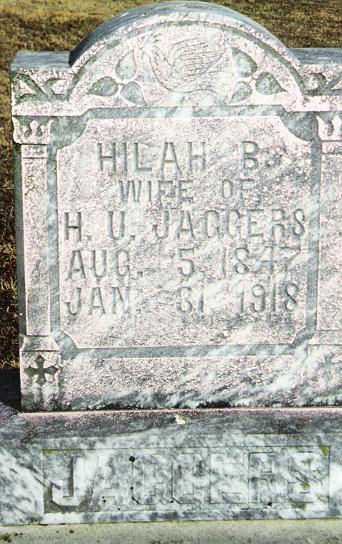 HILAH B.
WIFE OF
H. U. JAGGERS
AUG. 5, 1847
JAN. 31, 1918
JAGGERS